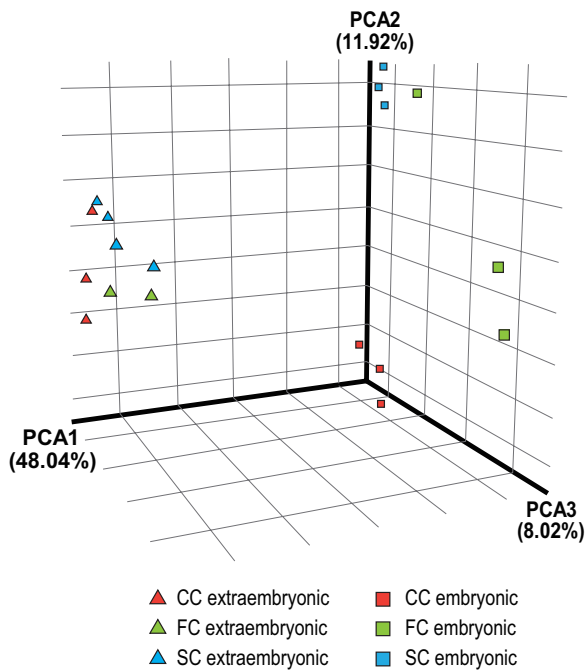 PCA2
(11.92%)
PCA1
(48.04%)
PCA3
(8.02%)
CC extraembryonic
CC embryonic
FC extraembryonic
FC embryonic
SC extraembryonic
SC embryonic